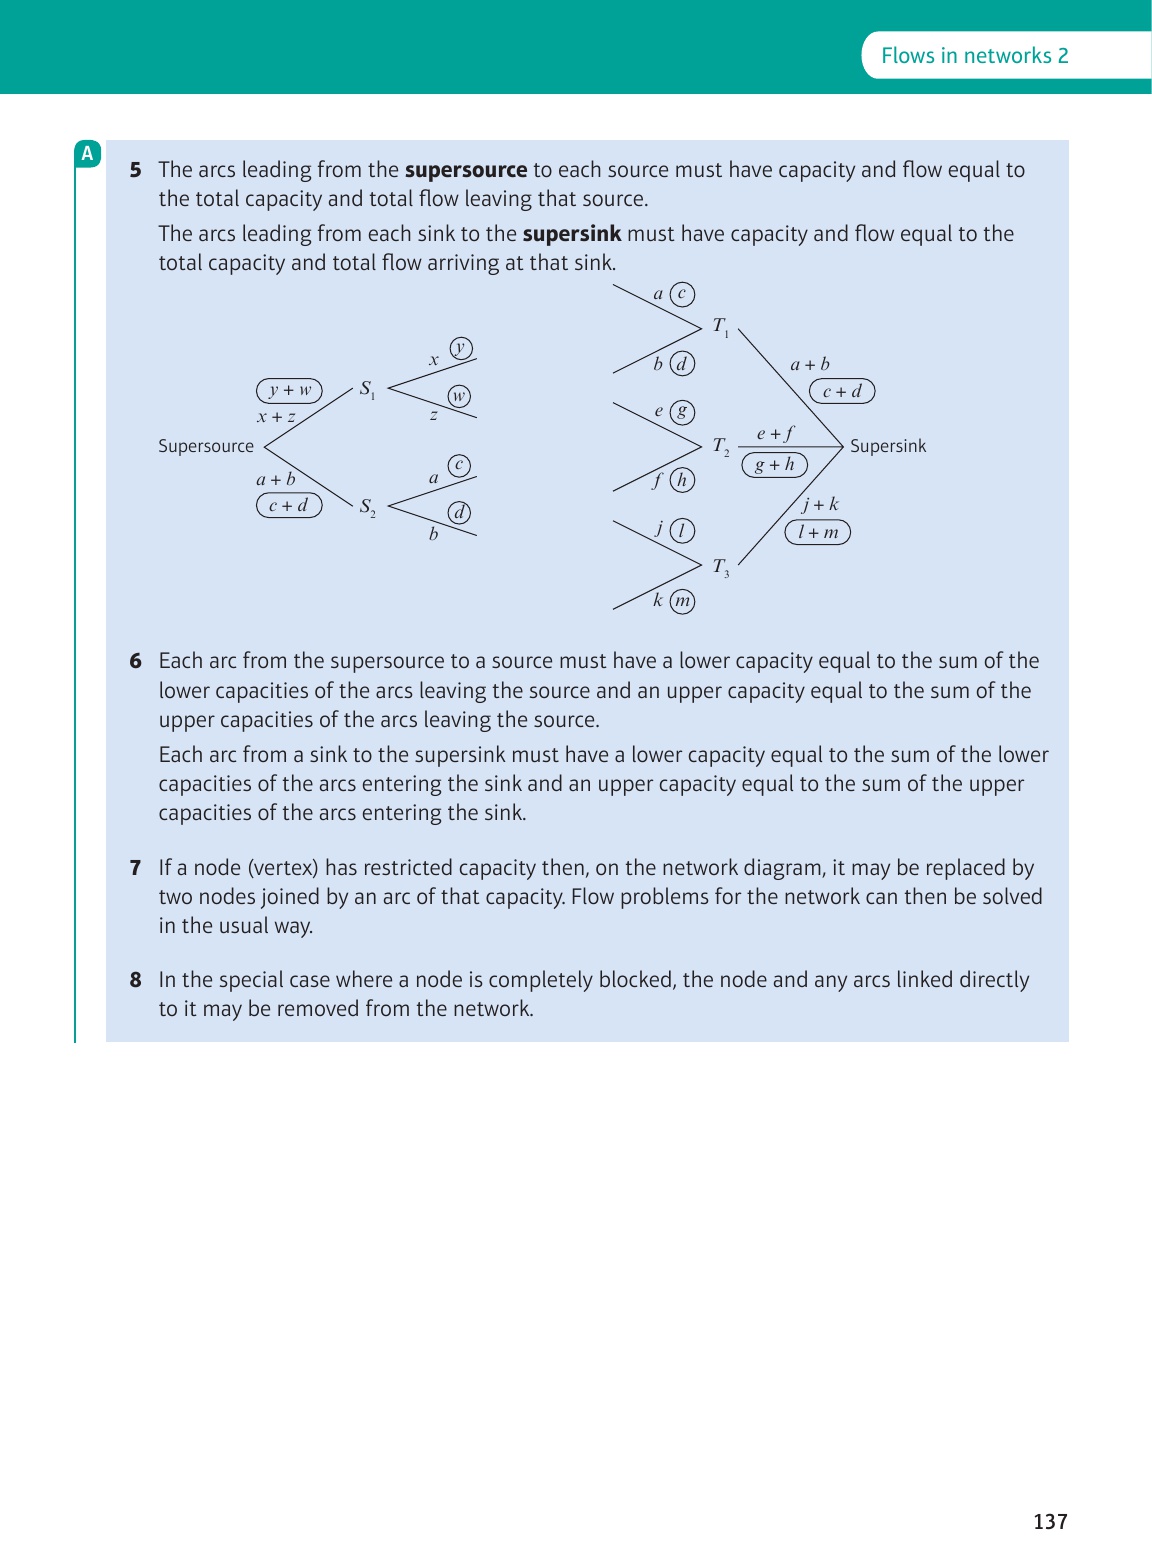 Flows in networks 2
A
5 The arcs leading from the supersource to each source must have capacity and flow equal to
the total capacity and total flow leaving that source.
The arcs leading from each sink to the supersink must have capacity and flow equal to the
total capacity and total flow arriving at that sink.
x y
y + w
x + z
S1
w
z
Supersource
a + b
c + d
S2
a c
d
b
a c
b d
T1
a + b
c + d
e g
f h
T2
e + f
g + h
Supersink
j l
k m
T3
j + k
l + m
6 Each arc from the supersource to a source must have a lower capacity equal to the sum of the
lower capacities of the arcs leaving the source and an upper capacity equal to the sum of the
upper capacities of the arcs leaving the source.
Each arc from a sink to the supersink must have a lower capacity equal to the sum of the lower
capacities of the arcs entering the sink and an upper capacity equal to the sum of the upper
capacities of the arcs entering the sink.
7 If a node (vertex) has restricted capacity then, on the network diagram, it may be replaced by
two nodes joined by an arc of that capacity. Flow problems for the network can then be solved
in the usual way.
8 In the special case where a node is completely blocked, the node and any arcs linked directly
to it may be removed from the network.
137